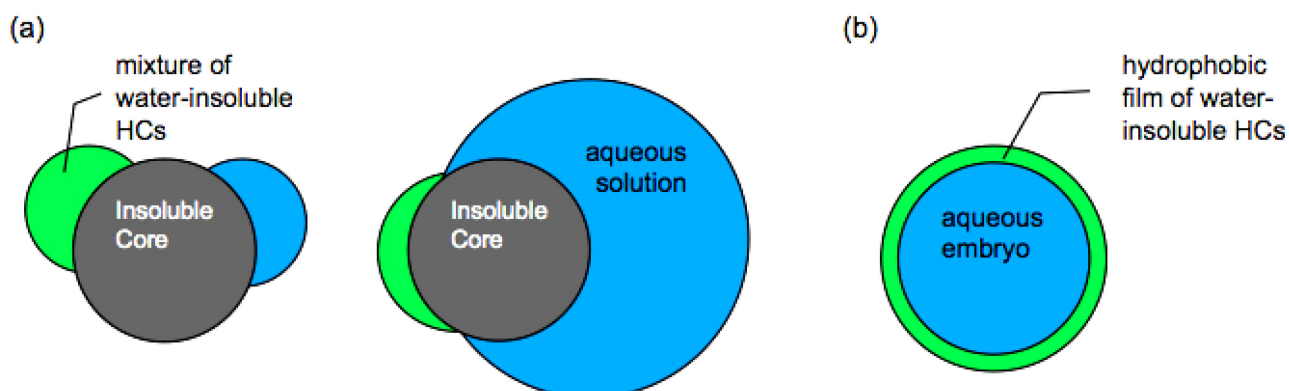 (a)
mixture of
water-insoluble
HCs
Insoluble
Core
aqueous
solution
Insoluble
Core
(b)
hydrophobic
film of water-
insoluble HCs
aqueous
embryo